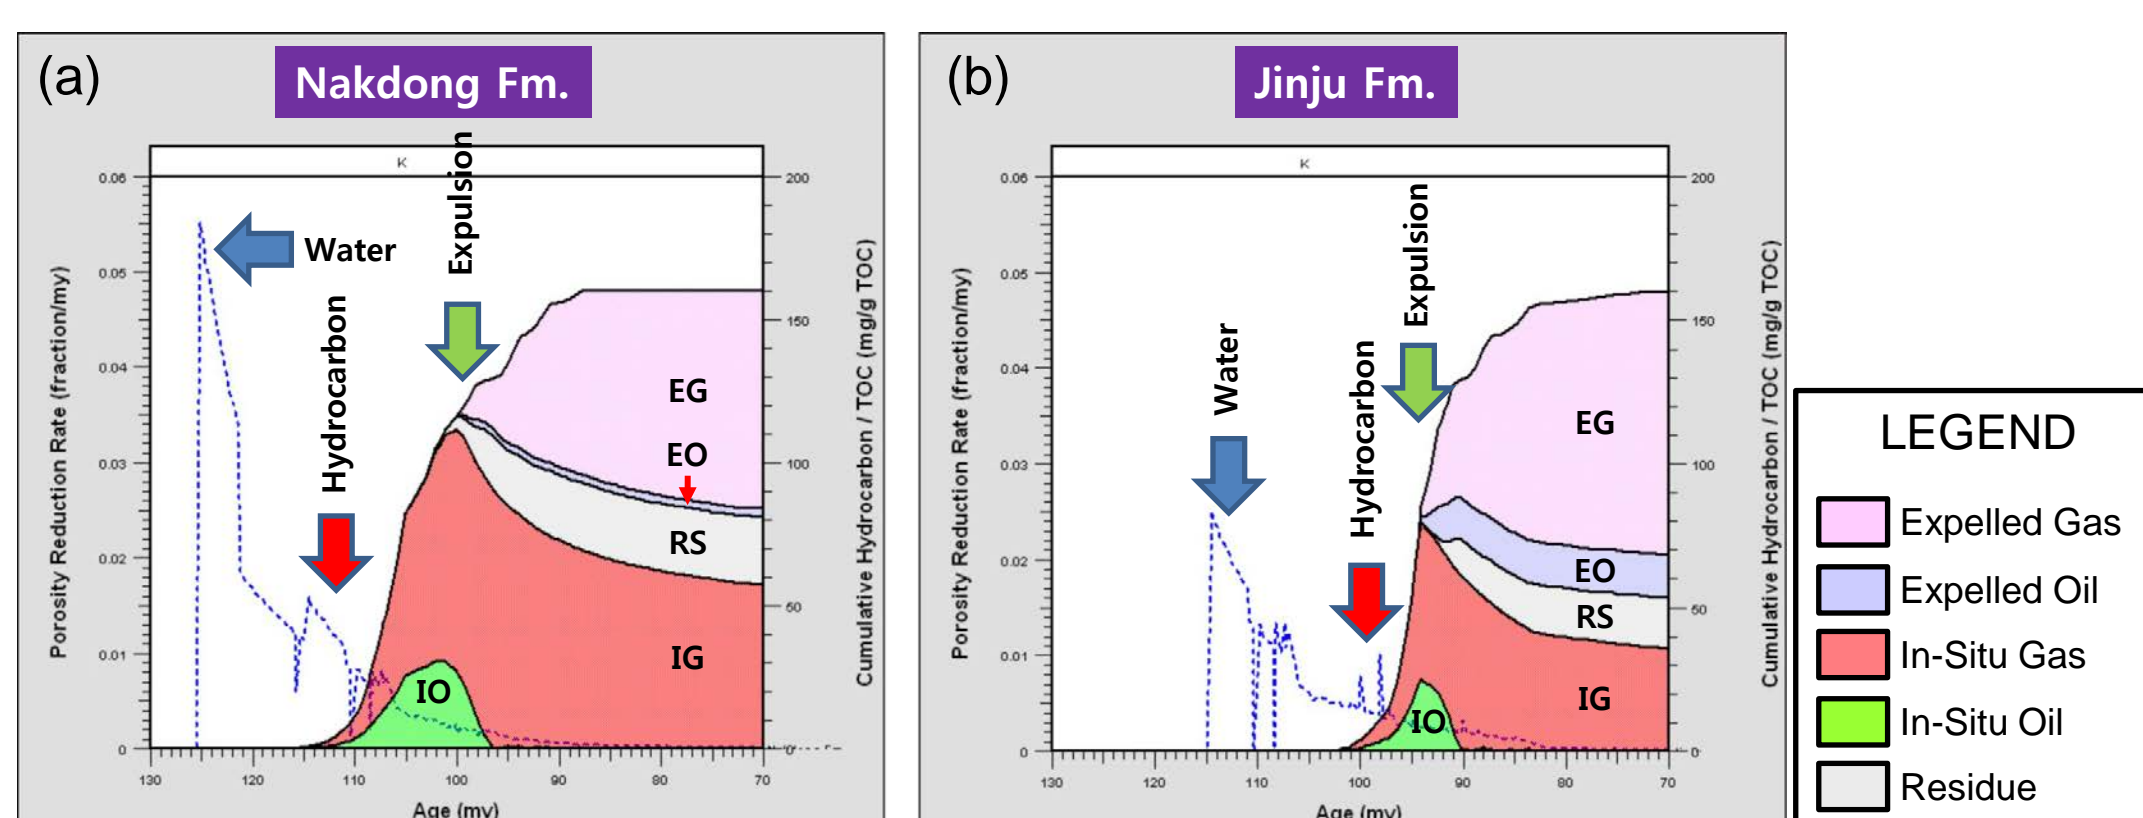 (a)
Nakdong Fm.
K
Expulsion
Water
Hydrocarbon
EG
EO
RS
IG
IO
Porosity Reduction Rate (fraction/my)
0.06
0.05
0.04
0.03
0.02
0.01
0
Cumulative Hydrocarbon / TOC (mg/g TOC)
200
150
100
50
0
130 120 110 100 90 80 70
Age (my)
(b)
Jinju Fm.
K
Expulsion
Water
Hydrocarbon
EG
EO
RS
IG
IO
Porosity Reduction Rate (fraction/my)
0.06
0.05
0.04
0.03
0.02
0.01
0
Cumulative Hydrocarbon / TOC (mg/g TOC)
200
150
100
50
0
130 120 110 100 90 80 70
Age (my)
LEGEND
Expelled Gas
Expelled Oil
In-Situ Gas
In-Situ Oil
Residue